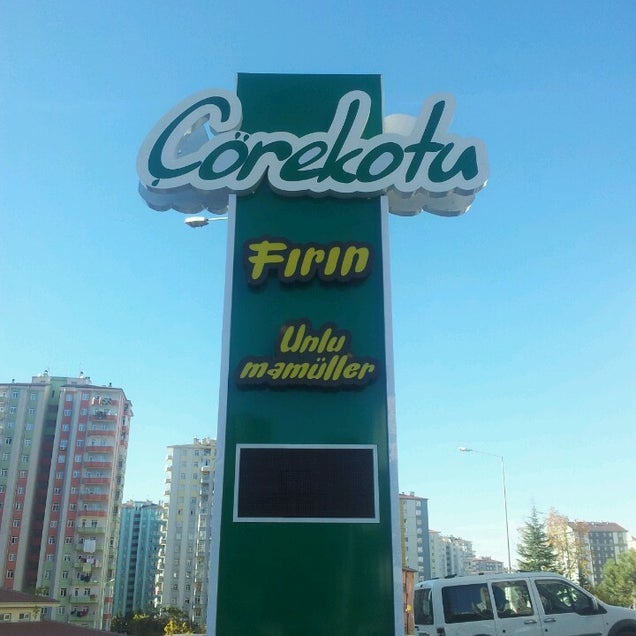 Çörekotu
Fırın
Unlu
mamüller